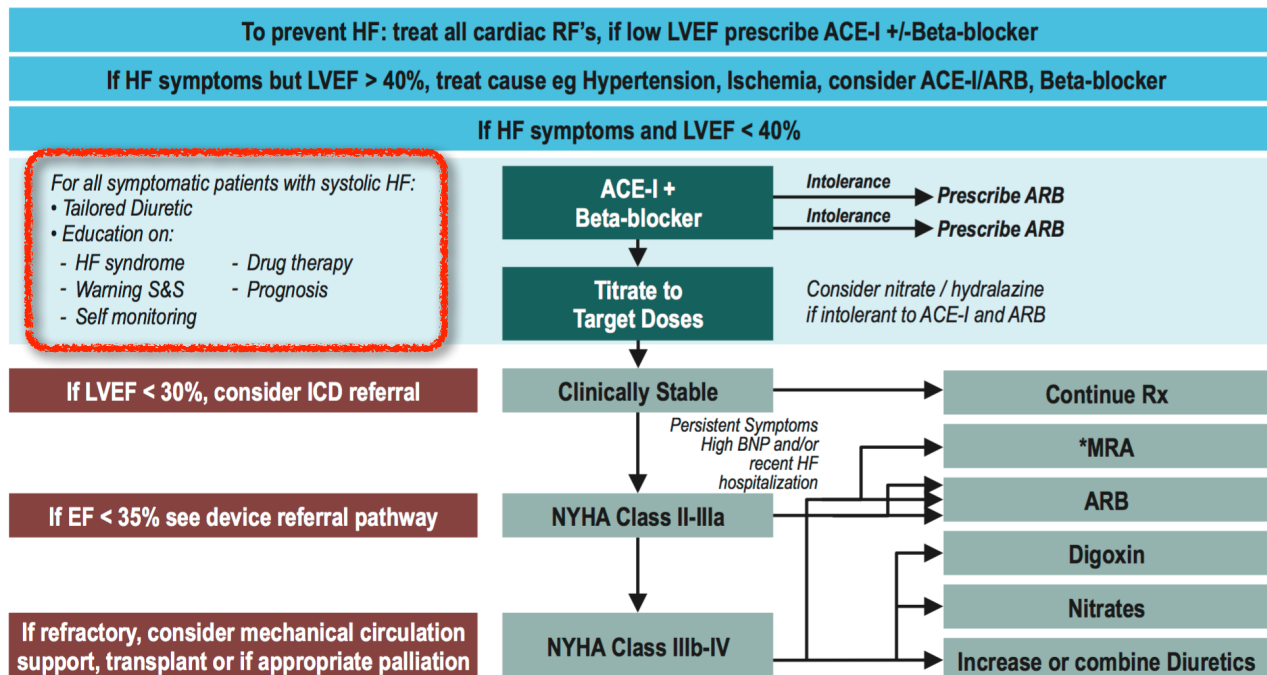 To prevent HF: treat all cardiac RF's, if low LVEF prescribe ACE-I +/-Beta-blocker
If HF symptoms but LVEF > 40%, treat cause eg Hypertension, Ischemia, consider ACE-I/ARB, Beta-blocker
If HF symptoms and LVEF < 40%
For all symptomatic patients with systolic HF:
• Tailored Diuretic
• Education on:
- HF syndrome - Drug therapy
- Warning S&S - Prognosis
- Self monitoring
ACE-I +
Beta-blocker
Intolerance
Prescribe ARB
Intolerance
Prescribe ARB
Titrate to
Target Doses
Consider nitrate / hydralazine
if intolerant to ACE-I and ARB
If LVEF < 30%, consider ICD referral
Clinically Stable
Continue Rx
Persistent Symptoms
High BNP and/or
recent HF
hospitalization
*MRA
If EF < 35% see device referral pathway
NYHA Class II-IIIa
ARB
Digoxin
Nitrates
If refractory, consider mechanical circulation
support, transplant or if appropriate palliation
NYHA Class IIIb-IV
Increase or combine Diuretics